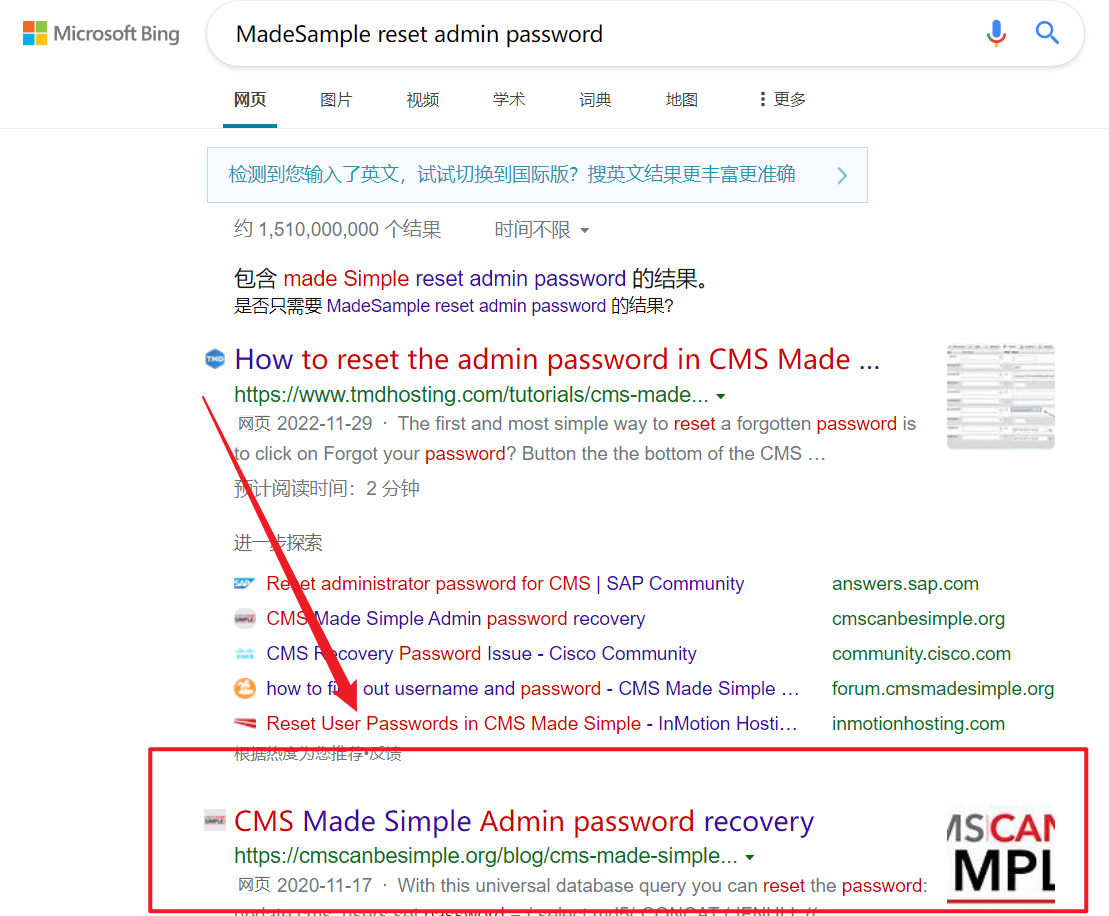 Microsoft Bing
MadeSample reset admin password
网页 图片 视频 学术 词典 地图 更多
检测到您输入了英文，试试切换到国际版？搜英文结果更丰富更准确
约 1,510,000,000 个结果 时间不限
包含 made Simple reset admin password 的结果。
是否只需要 MadeSample reset admin password 的结果?
TMD How to reset the admin password in CMS Made ...
https://www.tmdhosting.com/tutorials/cms-made...
网页 2022-11-29 · The first and most simple way to reset a forgotten password is
to click on Forgot your password? Button the the bottom of the CMS …
预计阅读时间：2 分钟
进一步探索
SAP Reset administrator password for CMS | SAP Community answers.sap.com
CMS Made Simple Admin password recovery cmscanbesimple.org
CMS Recovery Password Issue - Cisco Community community.cisco.com
how to find out username and password - CMS Made Simple … forum.cmsmadesimple.org
Reset User Passwords in CMS Made Simple - InMotion Hosti… inmotionhosting.com
根据热度为您推荐•反馈
CMS Made Simple Admin password recovery
https://cmscanbesimple.org/blog/cms-made-simple...
MS|CAN
MPL
网页 2020-11-17 · With this universal database query you can reset the password:
update cms_users set password = ( select md5( CONCAT ( IFNULL